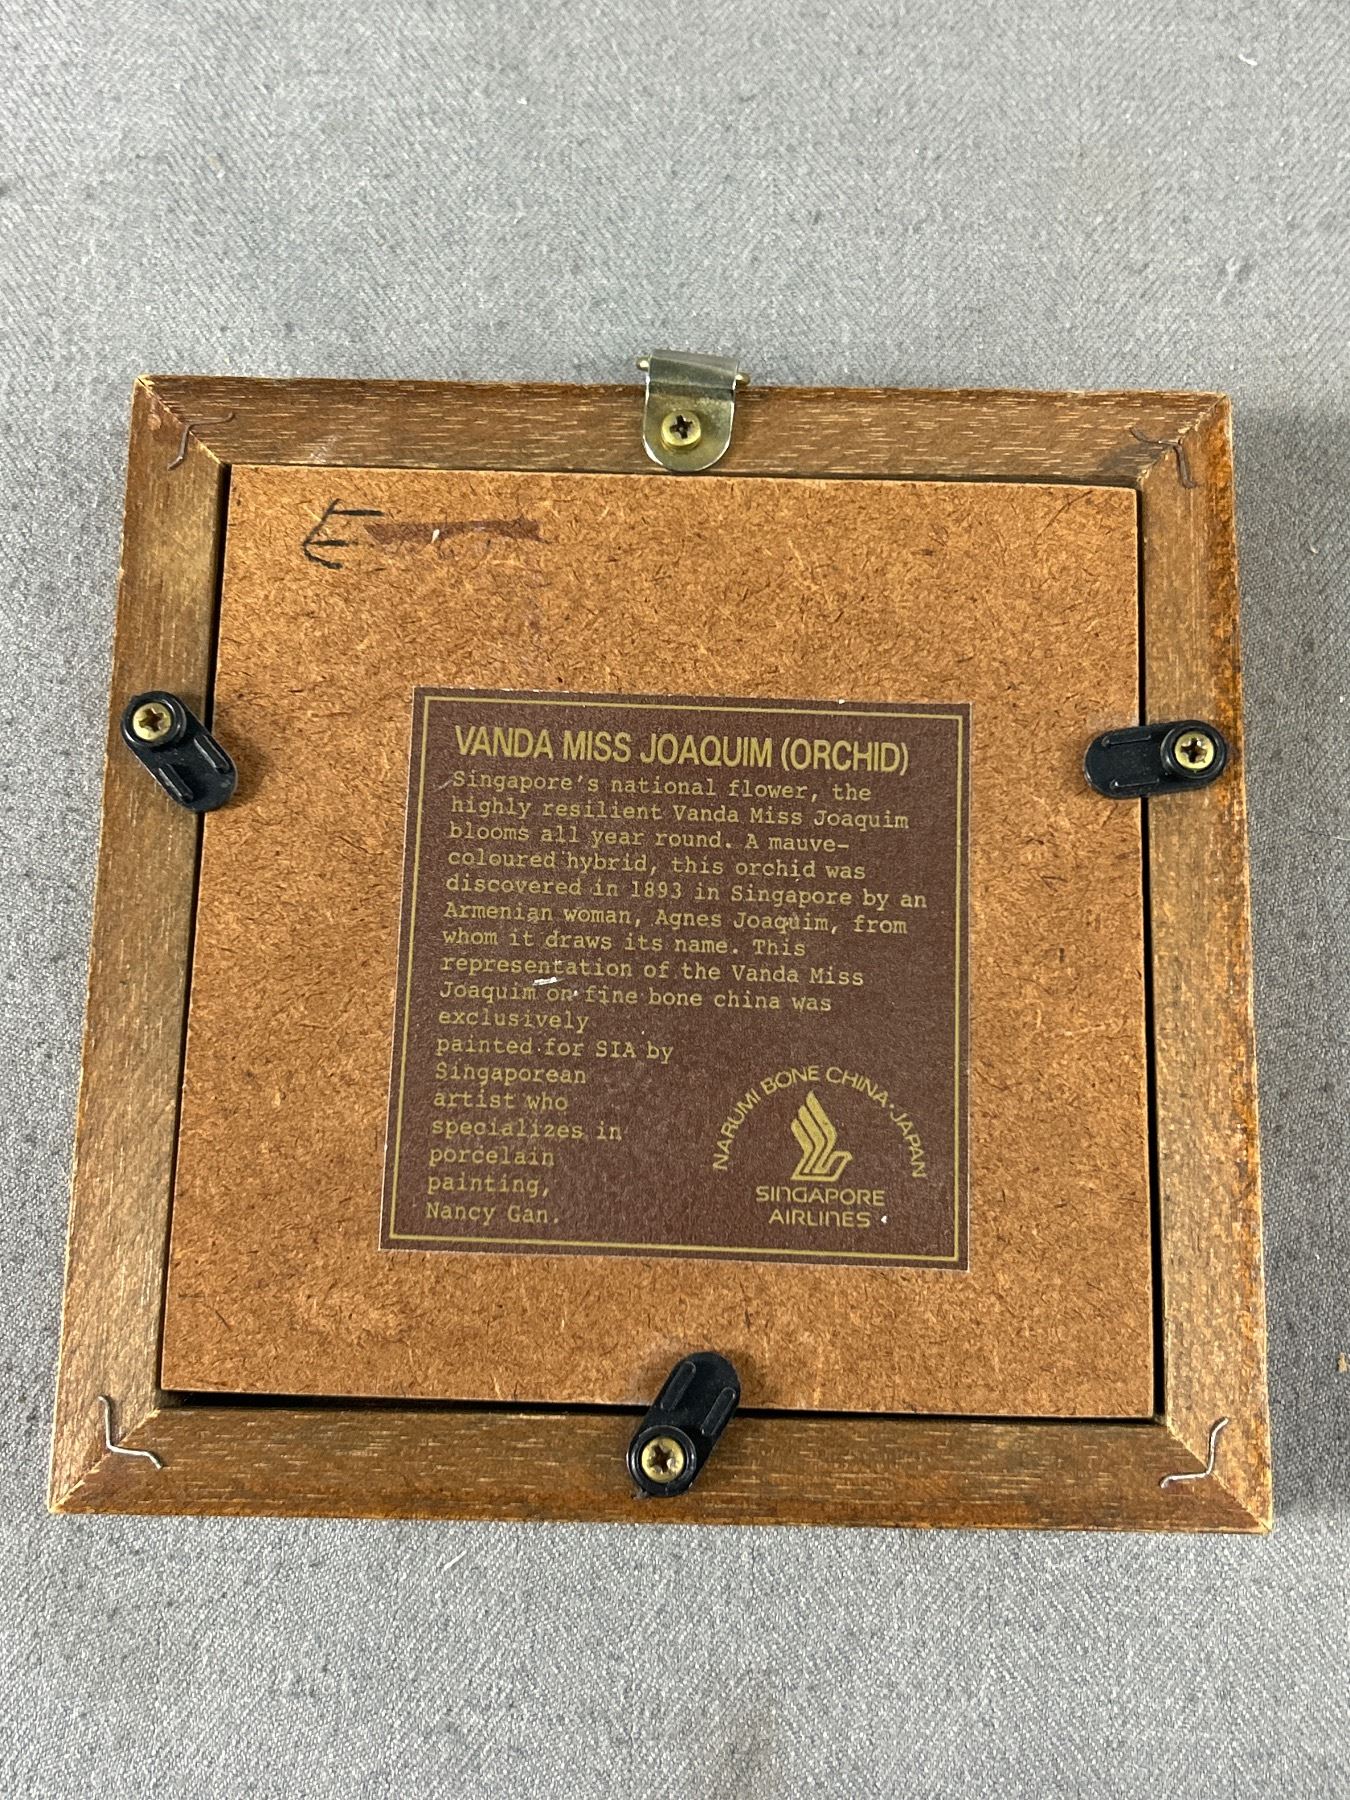 VANDA MISS JOAQUIM (ORCHID)
Singapore's national flower, the
highly resilient Vanda Miss Joaquim
blooms all year round. A mauve-
coloured hybrid, this orchid was
discovered in 1893 in Singapore by an
Armenian woman, Agnes Joaquim, from
whom it draws its name. This
representation of the Vanda Miss
Joaquim on fine bone china was
exclusively
painted for SIA by
Singaporean
artist who
specializes in
porcelain
painting,
Nancy Gan.
NARUMI BONE CHINA·JAPAN
SINGAPORE
AIRLINES